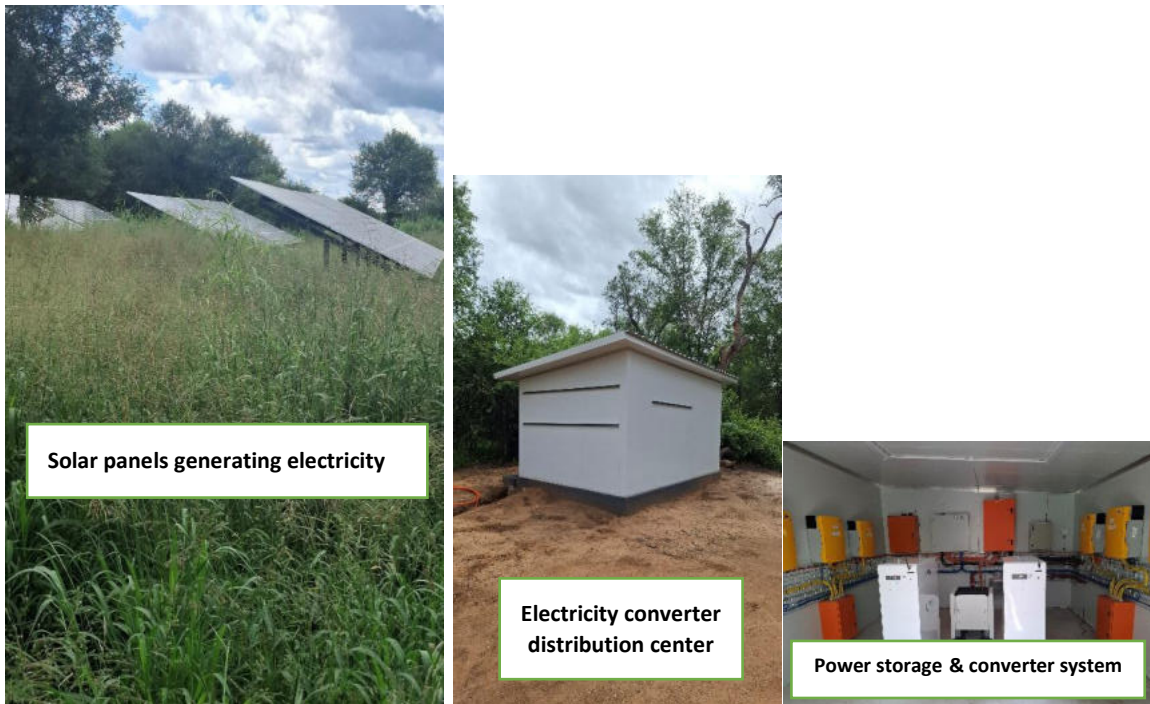 Solar panels generating electricity
Electricity converter
distribution center
Power storage & converter system